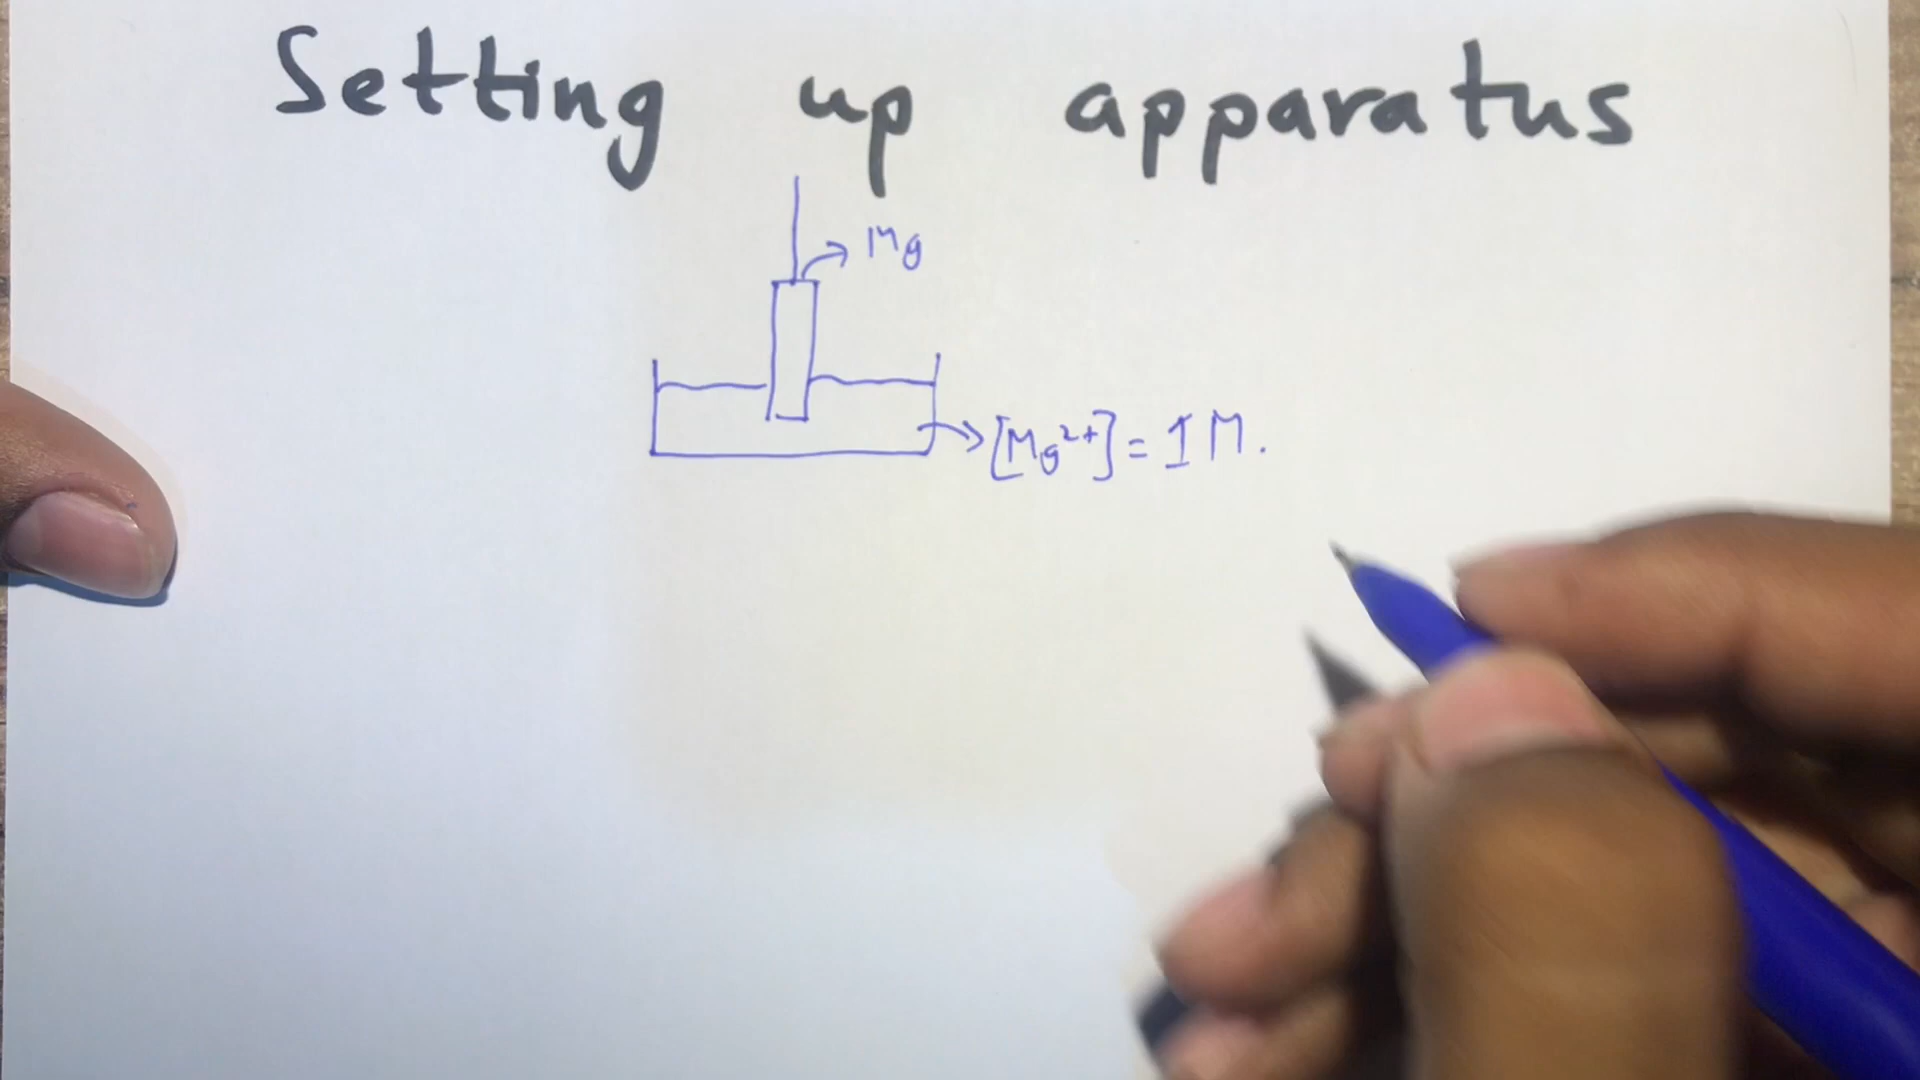 Setting up apparatus
Mg
[Mg²⁺] = 1 M.